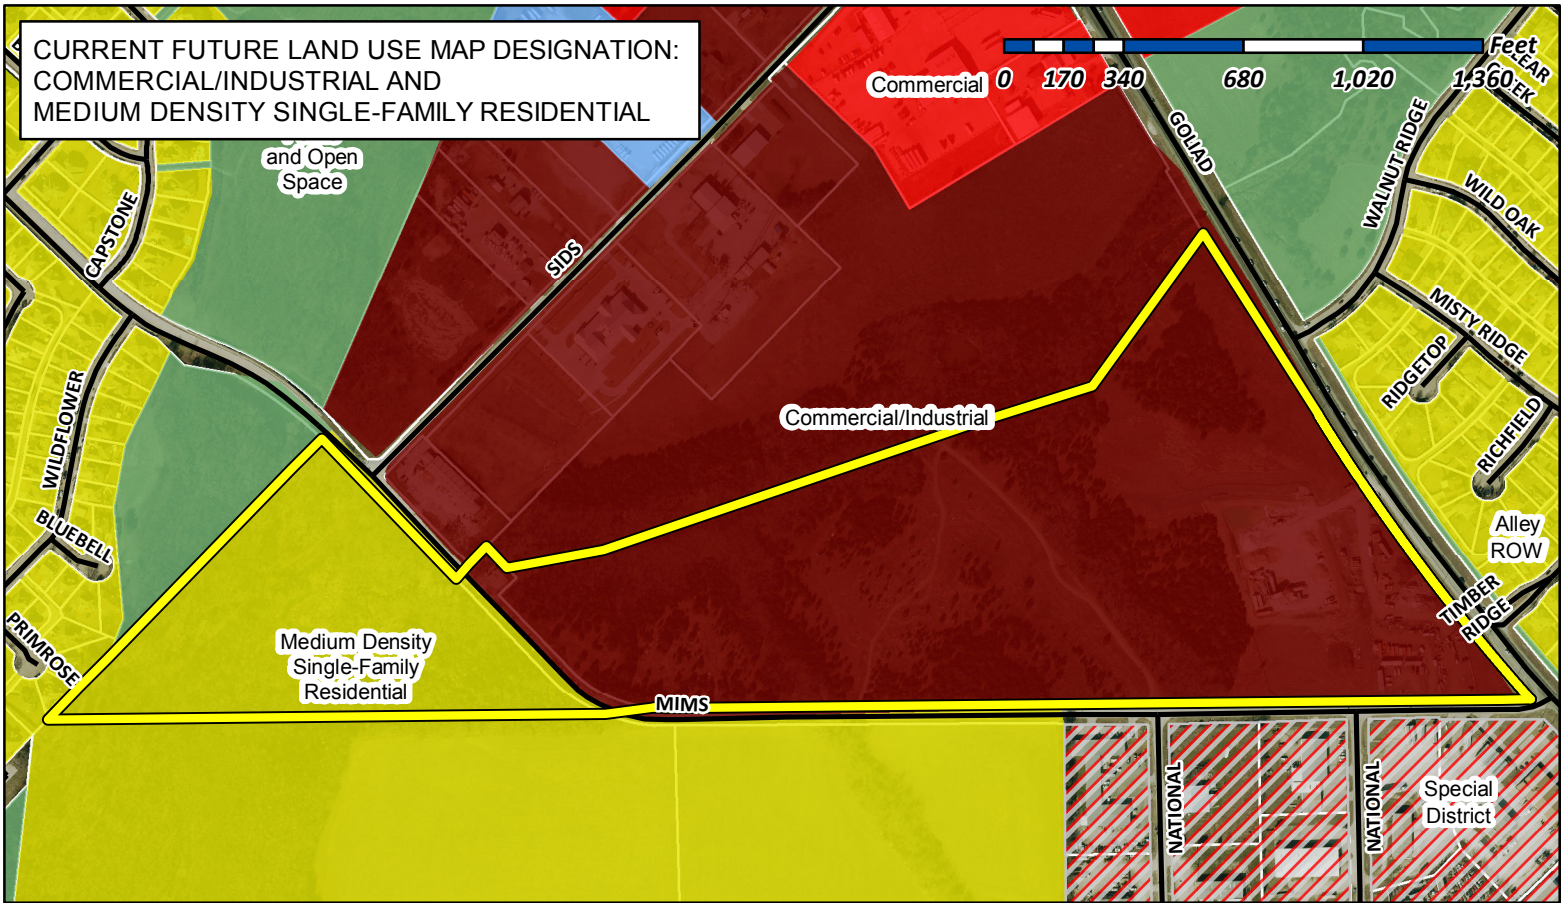 CURRENT FUTURE LAND USE MAP DESIGNATION:
COMMERCIAL/INDUSTRIAL AND
MEDIUM DENSITY SINGLE-FAMILY RESIDENTIAL
Feet
0 170 340 680 1,020 1,360
Commercial
GOLIAD
WALNUT RIDGE
WILD OAK
MISTY RIDGE
RIDGETOP
RICHFIELD
Alley
ROW
TIMBER
RIDGE
and Open
Space
CAPSTONE
SIDS
WILDFLOWER
BLUEBELL
PRIMROSE
Commercial/Industrial
Medium Density
Single-Family
Residential
MIMS
NATIONAL
NATIONAL
Special
District